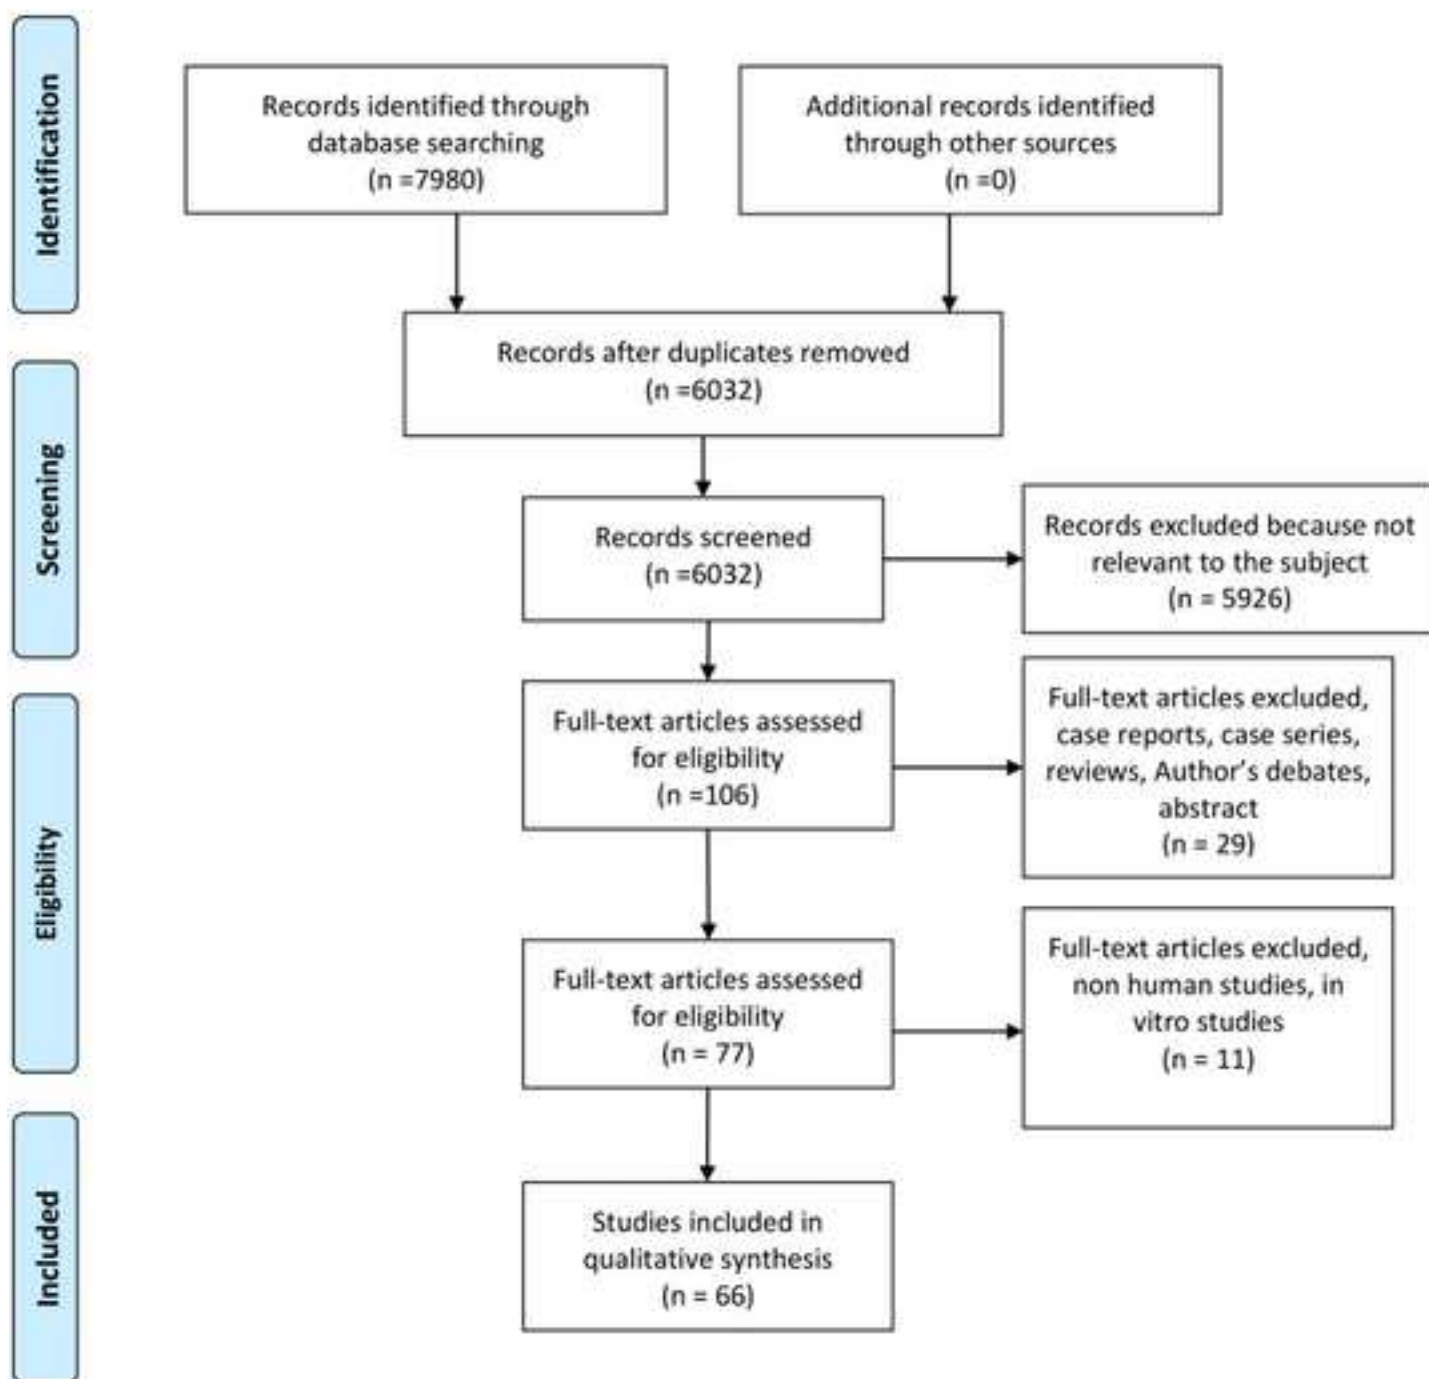 Identification
Records identified through
database searching
(n =7980)
Additional records identified
through other sources
(n =0)
Records after duplicates removed
(n =6032)
Screening
Records screened
(n =6032)
Records excluded because not
relevant to the subject
(n = 5926)
Eligibility
Full-text articles assessed
for eligibility
(n =106)
Full-text articles excluded,
case reports, case series,
reviews, Author's debates,
abstract
(n = 29)
Full-text articles assessed
for eligibility
(n = 77)
Full-text articles excluded,
non human studies, in
vitro studies
(n = 11)
Included
Studies included in
qualitative synthesis
(n = 66)